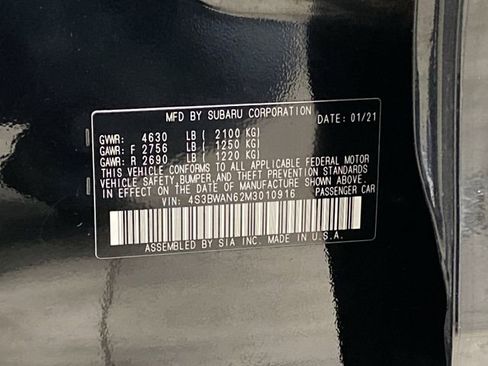 MFD BY SUBARU CORPORATION
DATE: 01/21
GVWR: 4630 LB ( 2100 KG)
GAWR: F 2756 LB ( 1250 KG)
GAWR: R 2690 LB ( 1220 KG)
THIS VEHICLE CONFORMS TO ALL APPLICABLE FEDERAL MOTOR
VEHICLE SAFETY, BUMPER, AND THEFT STANDARDS IN EFFECT ON
THE DATE OF MANUFACTURE SHOWN ABOVE.
VIN: 4S3BWAN62M3010916 PASSENGER CAR
ASSEMBLED BY SIA INC. MADE IN U.S.A.